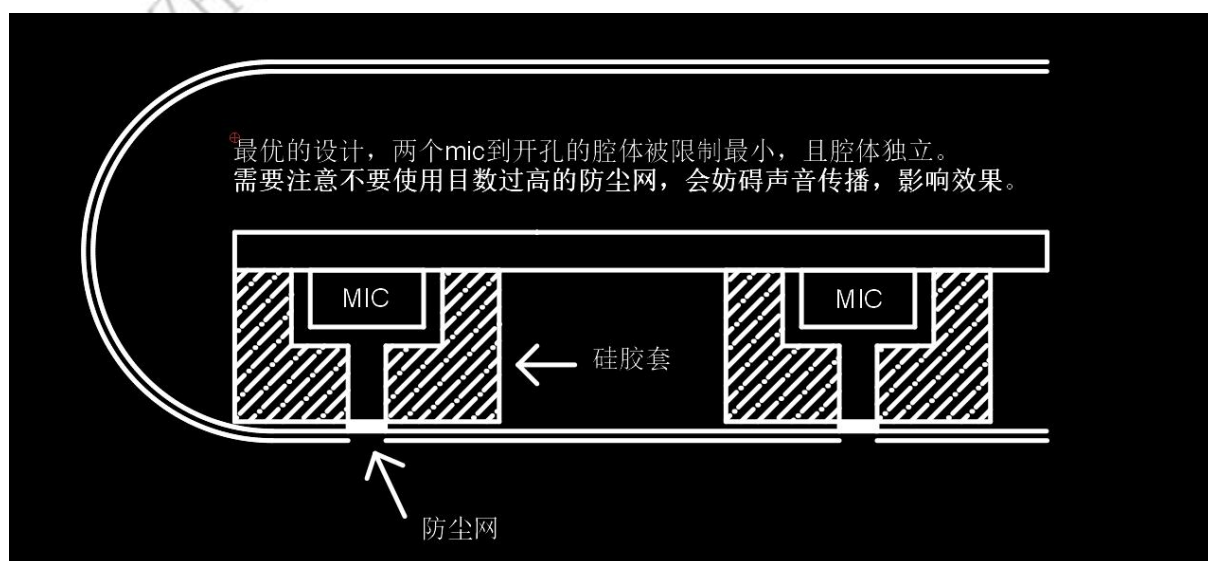 最优的设计，两个mic到开孔的腔体被限制最小，且腔体独立。
需要注意不要使用目数过高的防尘网，会妨碍声音传播，影响效果。
MIC
MIC
硅胶套
防尘网